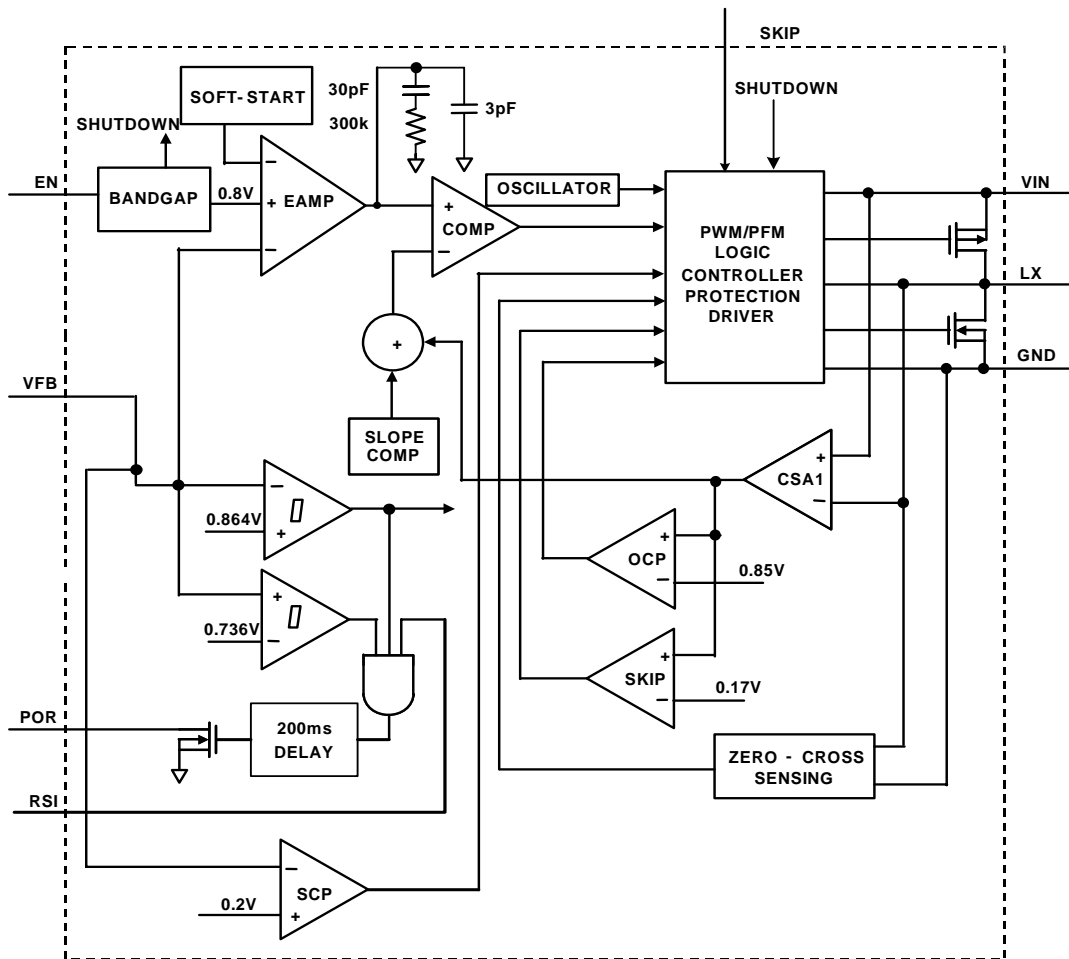 SKIP
SHUTDOWN
SOFT-START
30pF
300k
3pF
SHUTDOWN
EN
BANDGAP
0.8V
−
+
−
EAMP
+
−
COMP
OSCILLATOR
PWM/PFM
LOGIC
CONTROLLER
PROTECTION
DRIVER
VIN
LX
GND
+
VFB
SLOPE
COMP
+
−
CSA1
−
+
0.864V
+
−
OCP
0.85V
+
−
0.736V
+
−
SKIP
0.17V
POR
200ms
DELAY
ZERO - CROSS
SENSING
RSI
−
+
SCP
0.2V